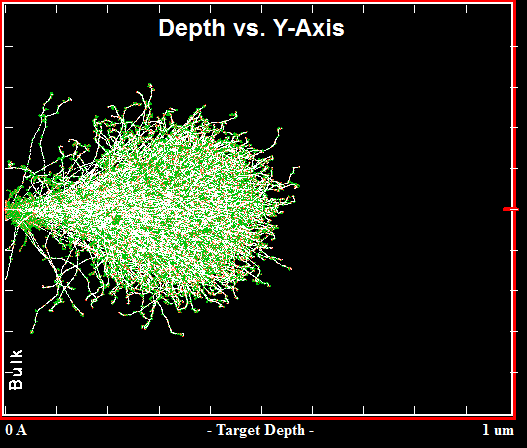 Depth vs. Y-Axis
Bulk
0 A - Target Depth - 1 um